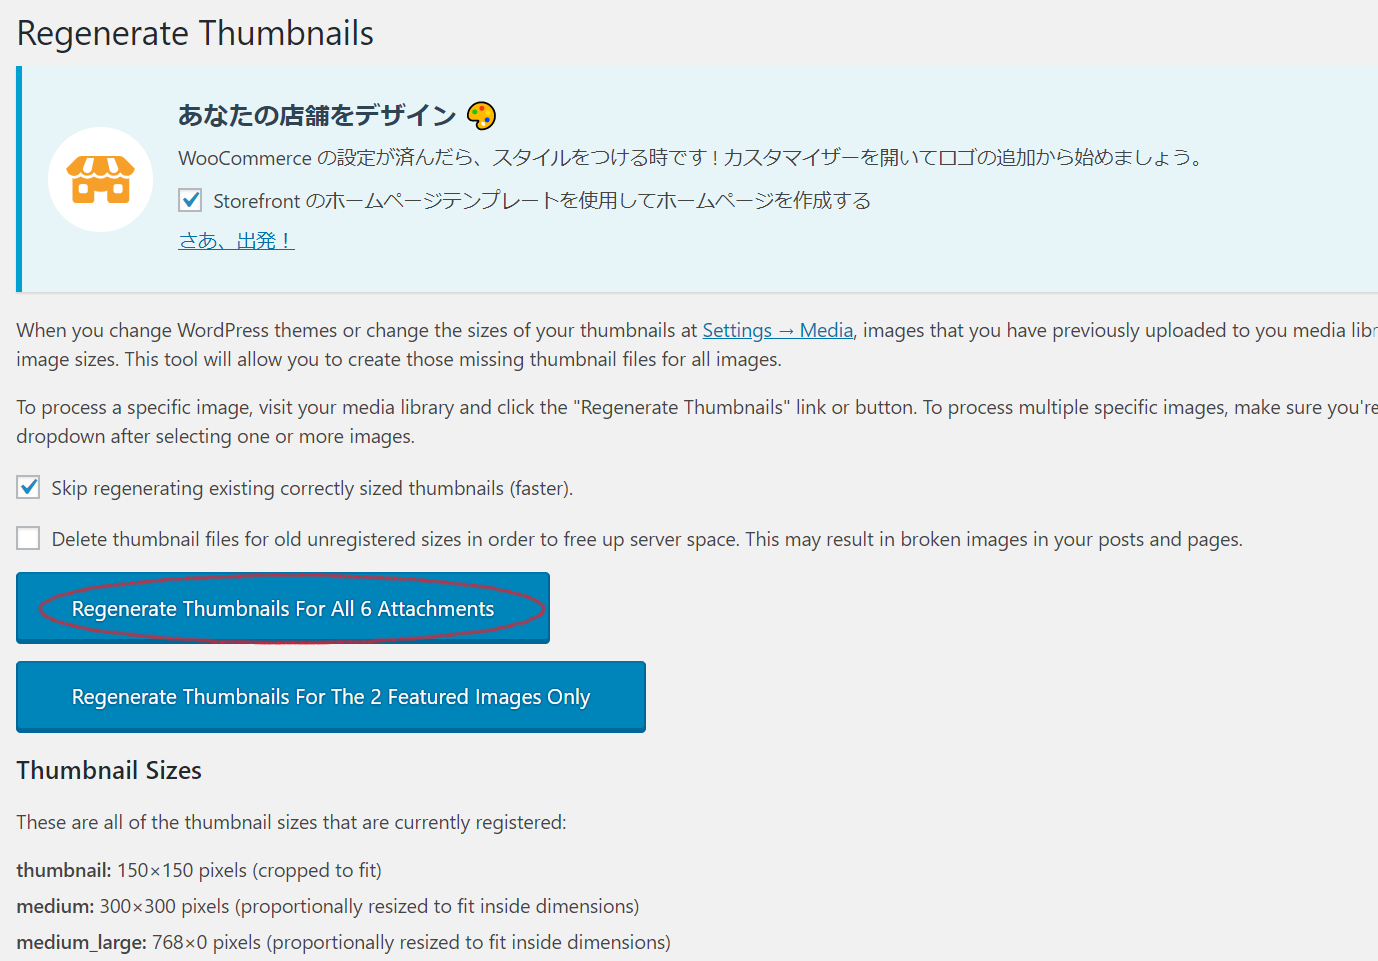 Regenerate Thumbnails
あなたの店舗をデザイン
WooCommerce の設定が済んだら、スタイルをつける時です ! カスタマイザーを開いてロゴの追加から始めましょう。
Storefront のホームページテンプレートを使用してホームページを作成する
さあ、出発！
When you change WordPress themes or change the sizes of your thumbnails at Settings → Media, images that you have previously uploaded to you media
image sizes. This tool will allow you to create those missing thumbnail files for all images.
To process a specific image, visit your media library and click the "Regenerate Thumbnails" link or button. To process multiple specific images, make sure you're
dropdown after selecting one or more images.
Skip regenerating existing correctly sized thumbnails (faster).
Delete thumbnail files for old unregistered sizes in order to free up server space. This may result in broken images in your posts and pages.
Regenerate Thumbnails For All 6 Attachments
Regenerate Thumbnails For The 2 Featured Images Only
Thumbnail Sizes
These are all of the thumbnail sizes that are currently registered:
thumbnail: 150×150 pixels (cropped to fit)
medium: 300×300 pixels (proportionally resized to fit inside dimensions)
medium_large: 768×0 pixels (proportionally resized to fit inside dimensions)